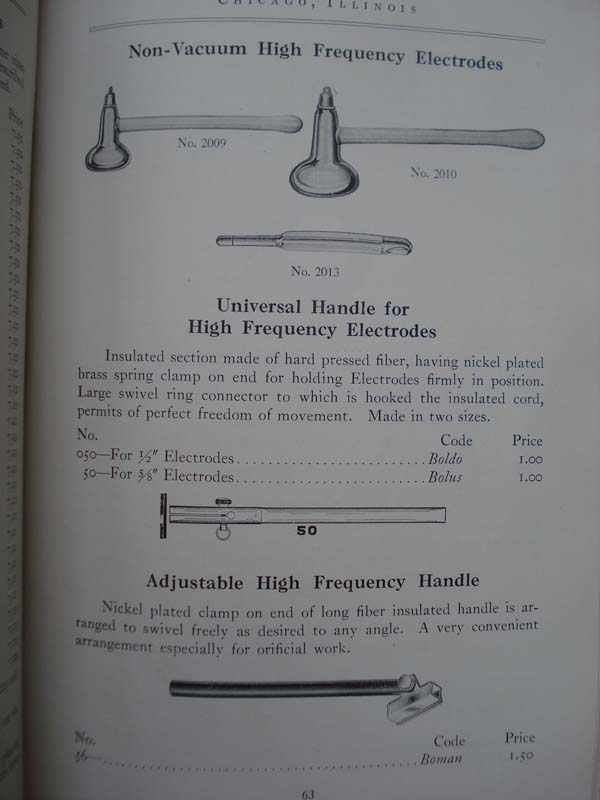 Chicago, Illinois
Non-Vacuum High Frequency Electrodes
No. 2009
No. 2010
No. 2013
Universal Handle for
High Frequency Electrodes
Insulated section made of hard pressed fiber, having nickel plated
brass spring clamp on end for holding Electrodes firmly in position.
Large swivel ring connector to which is hooked the insulated cord,
permits of perfect freedom of movement. Made in two sizes.
No. Code Price
050—For ½″ Electrodes........................Boldo 1.00
50—For ⅝″ Electrodes........................Bolus 1.00
50
Adjustable High Frequency Handle
Nickel plated clamp on end of long fiber insulated handle is ar-
ranged to swivel freely as desired to any angle. A very convenient
arrangement especially for orificial work.
No. Code Price
56—........................................Boman 1.50
63